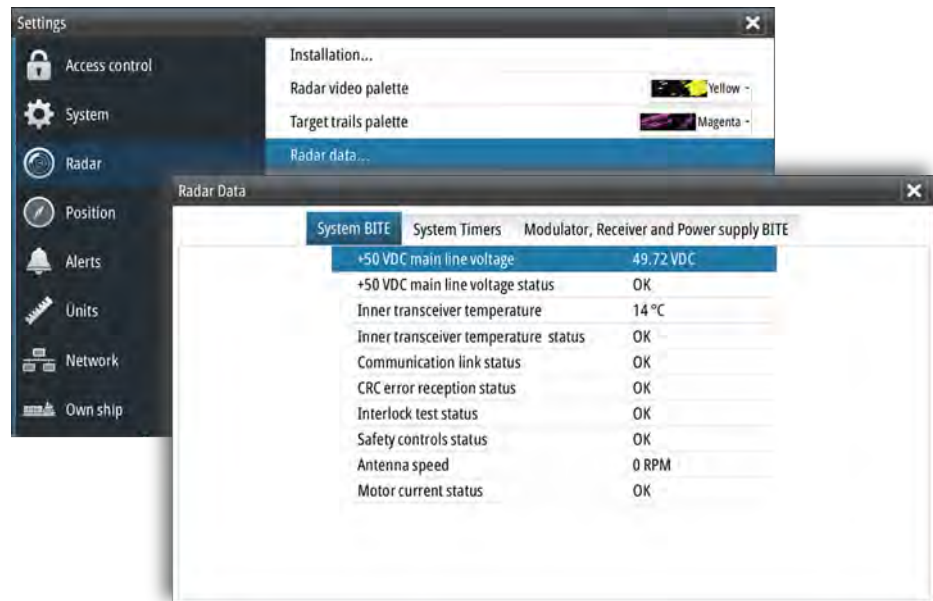 Settings
Access control
System
Radar
Position
Alerts
Units
Network
Own ship
Installation...
Radar video palette Yellow
Target trails palette Magenta
Radar data...
Radar Data
System BITE System Timers Modulator, Receiver and Power supply BITE
+50 VDC main line voltage 49.72 VDC
+50 VDC main line voltage status OK
Inner transceiver temperature 14 °C
Inner transceiver temperature status OK
Communication link status OK
CRC error reception status OK
Interlock test status OK
Safety controls status OK
Antenna speed 0 RPM
Motor current status OK